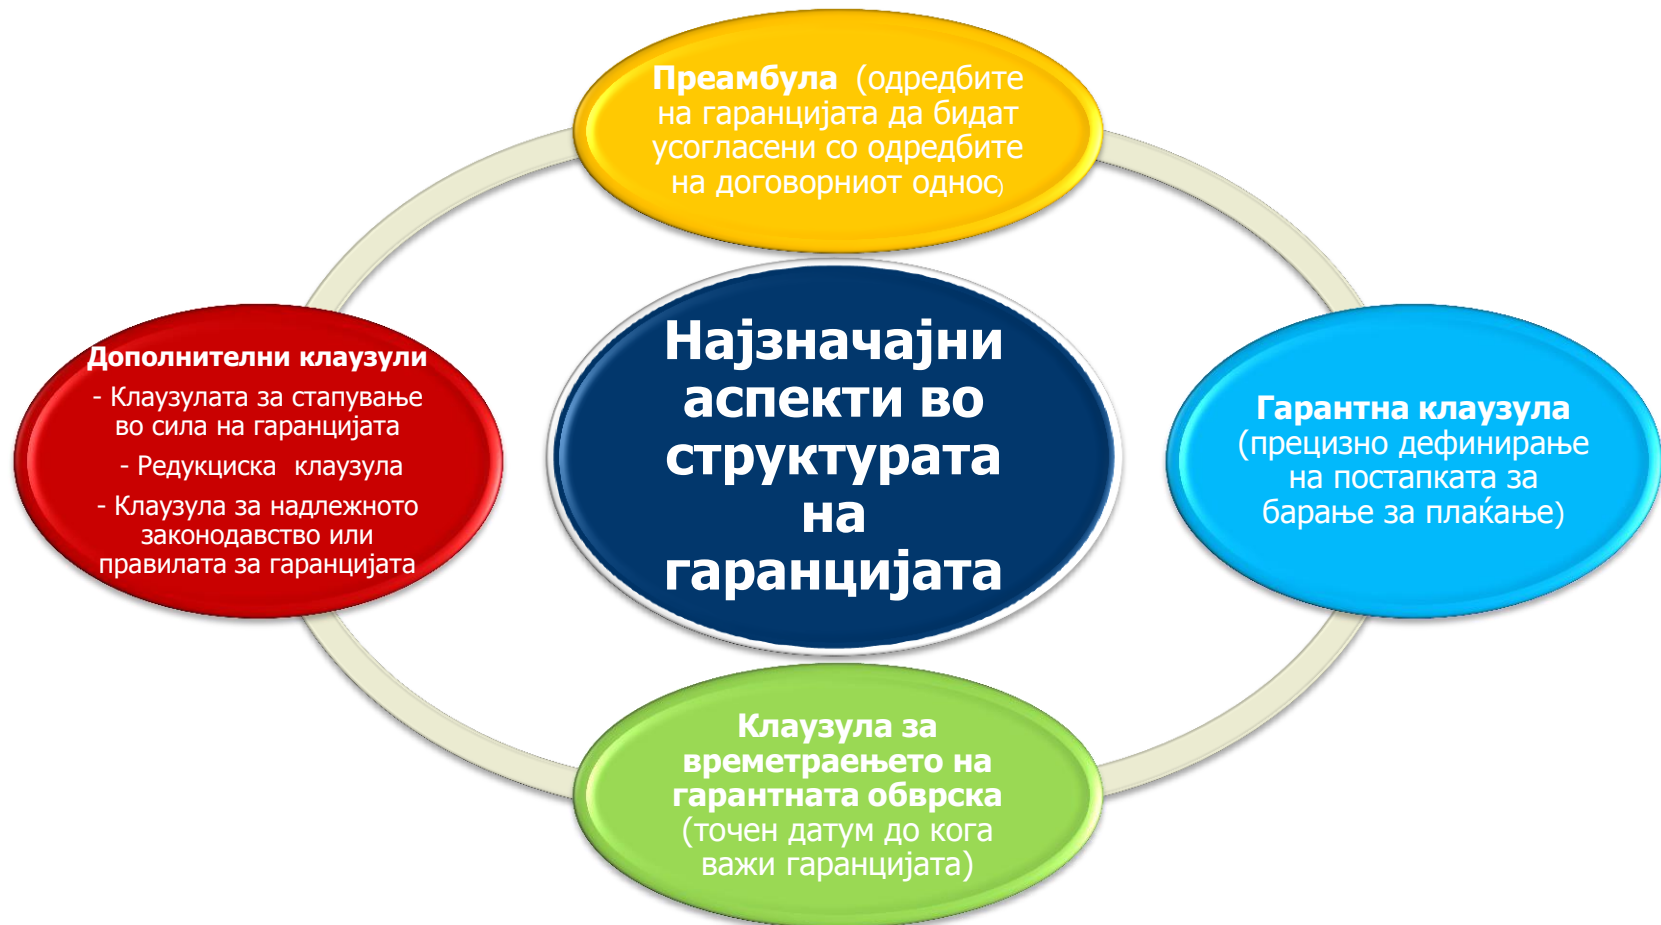 Преамбула (одредбите
на гаранцијата да бидат
усогласени со одредбите
на договорниот однос)
Дополнителни клаузули
- Клаузулата за стапување
во сила на гаранцијата
- Редукциска клаузула
- Клаузула за надлежното
законодавство или
правилата за гаранцијата
Најзначајни
аспекти во
структурата
на
гаранцијата
Гарантна клаузула
(прецизно дефинирање
на постапката за
барање за плаќање)
Клаузула за
времетраењето на
гарантната обврска
(точен датум до кога
важи гаранцијата)